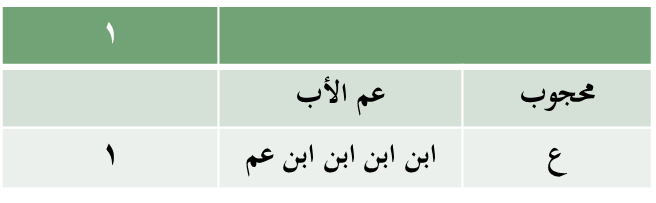 ١
محجوب عم الأب
ع ابن ابن ابن ابن عم ١